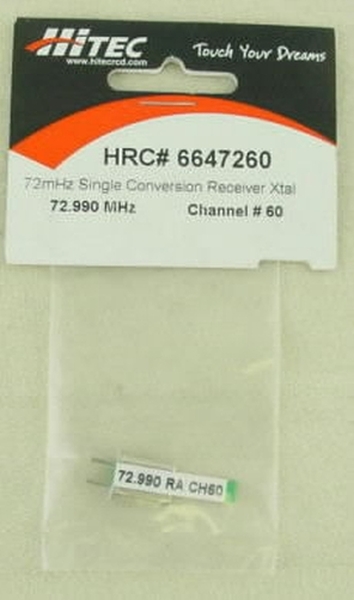 HiTEC
www.hitecrcd.com
Touch Your Dreams
HRC# 6647260
72mHz Single Conversion Receiver Xtal
72.990 MHz Channel # 60
72.990 RA CH60